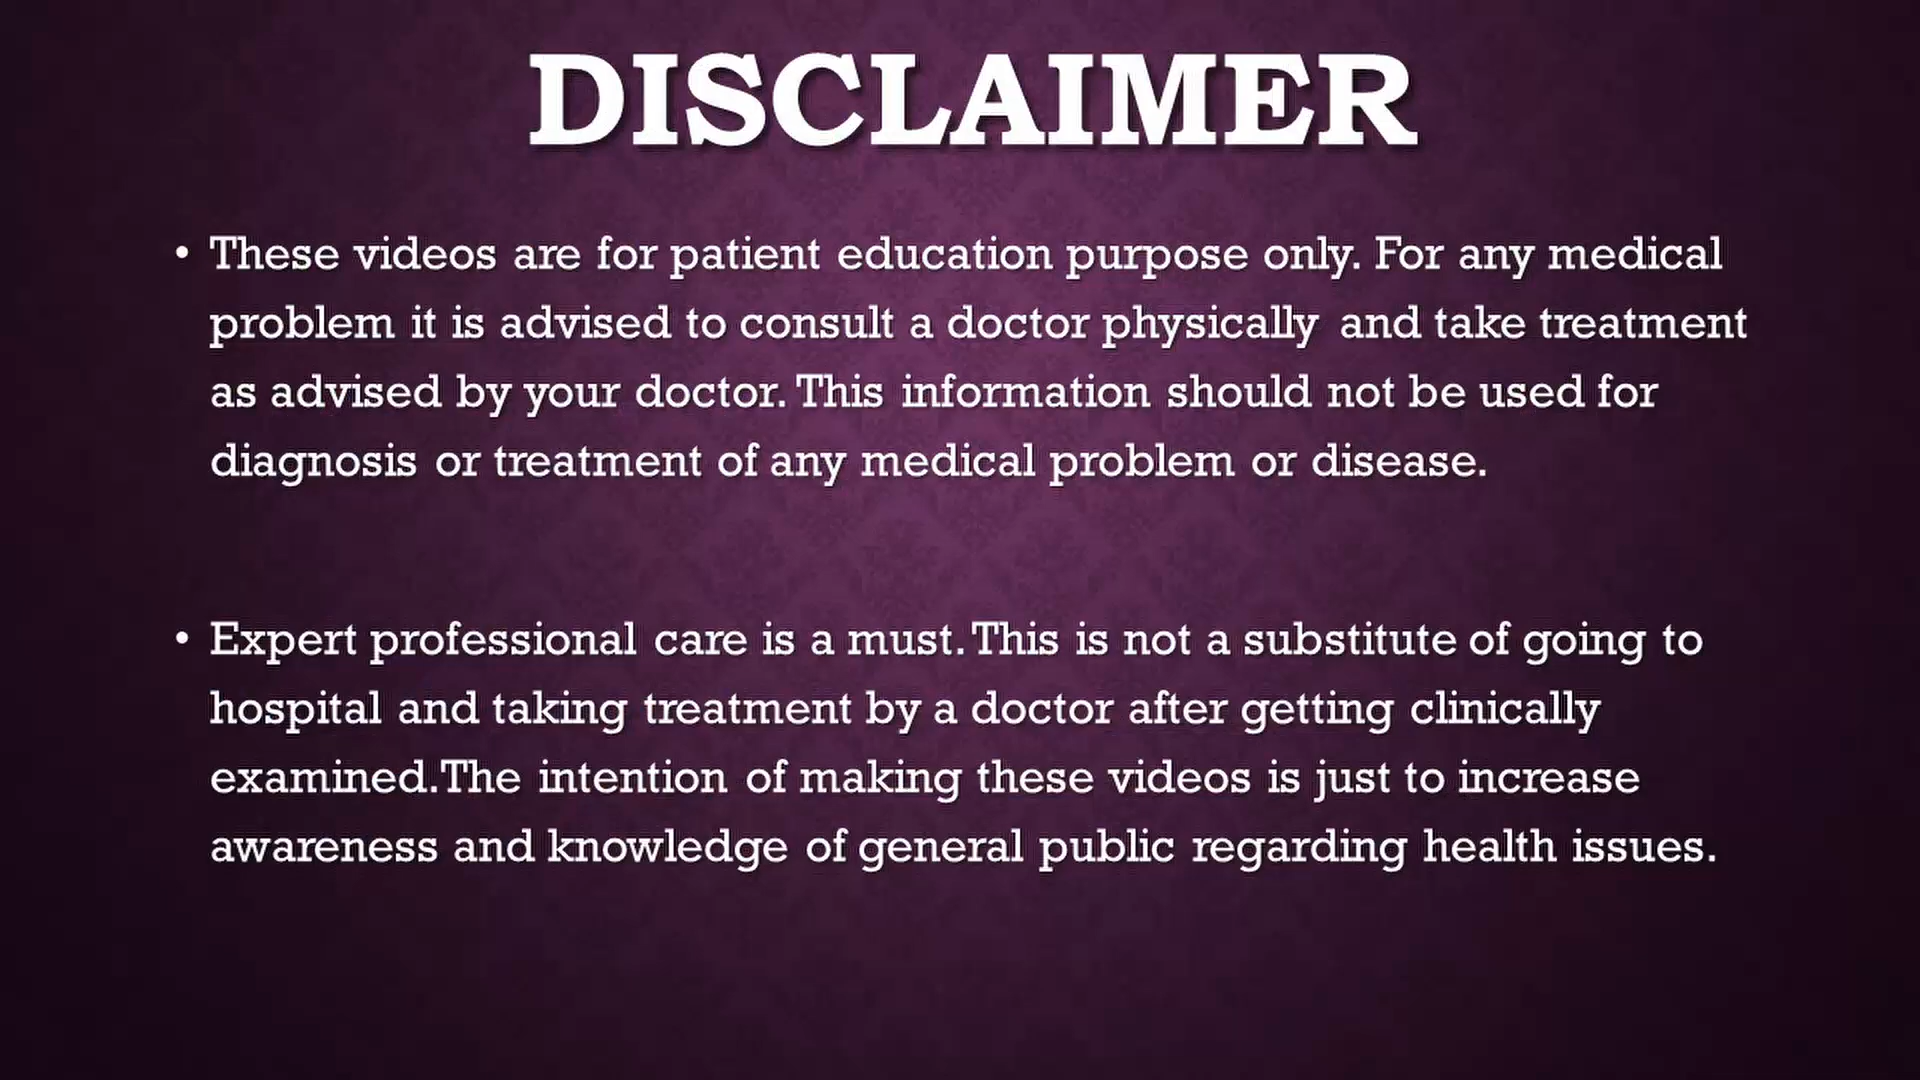 DISCLAIMER
• These videos are for patient education purpose only. For any medical
problem it is advised to consult a doctor physically and take treatment
as advised by your doctor. This information should not be used for
diagnosis or treatment of any medical problem or disease.
• Expert professional care is a must. This is not a substitute of going to
hospital and taking treatment by a doctor after getting clinically
examined.The intention of making these videos is just to increase
awareness and knowledge of general public regarding health issues.